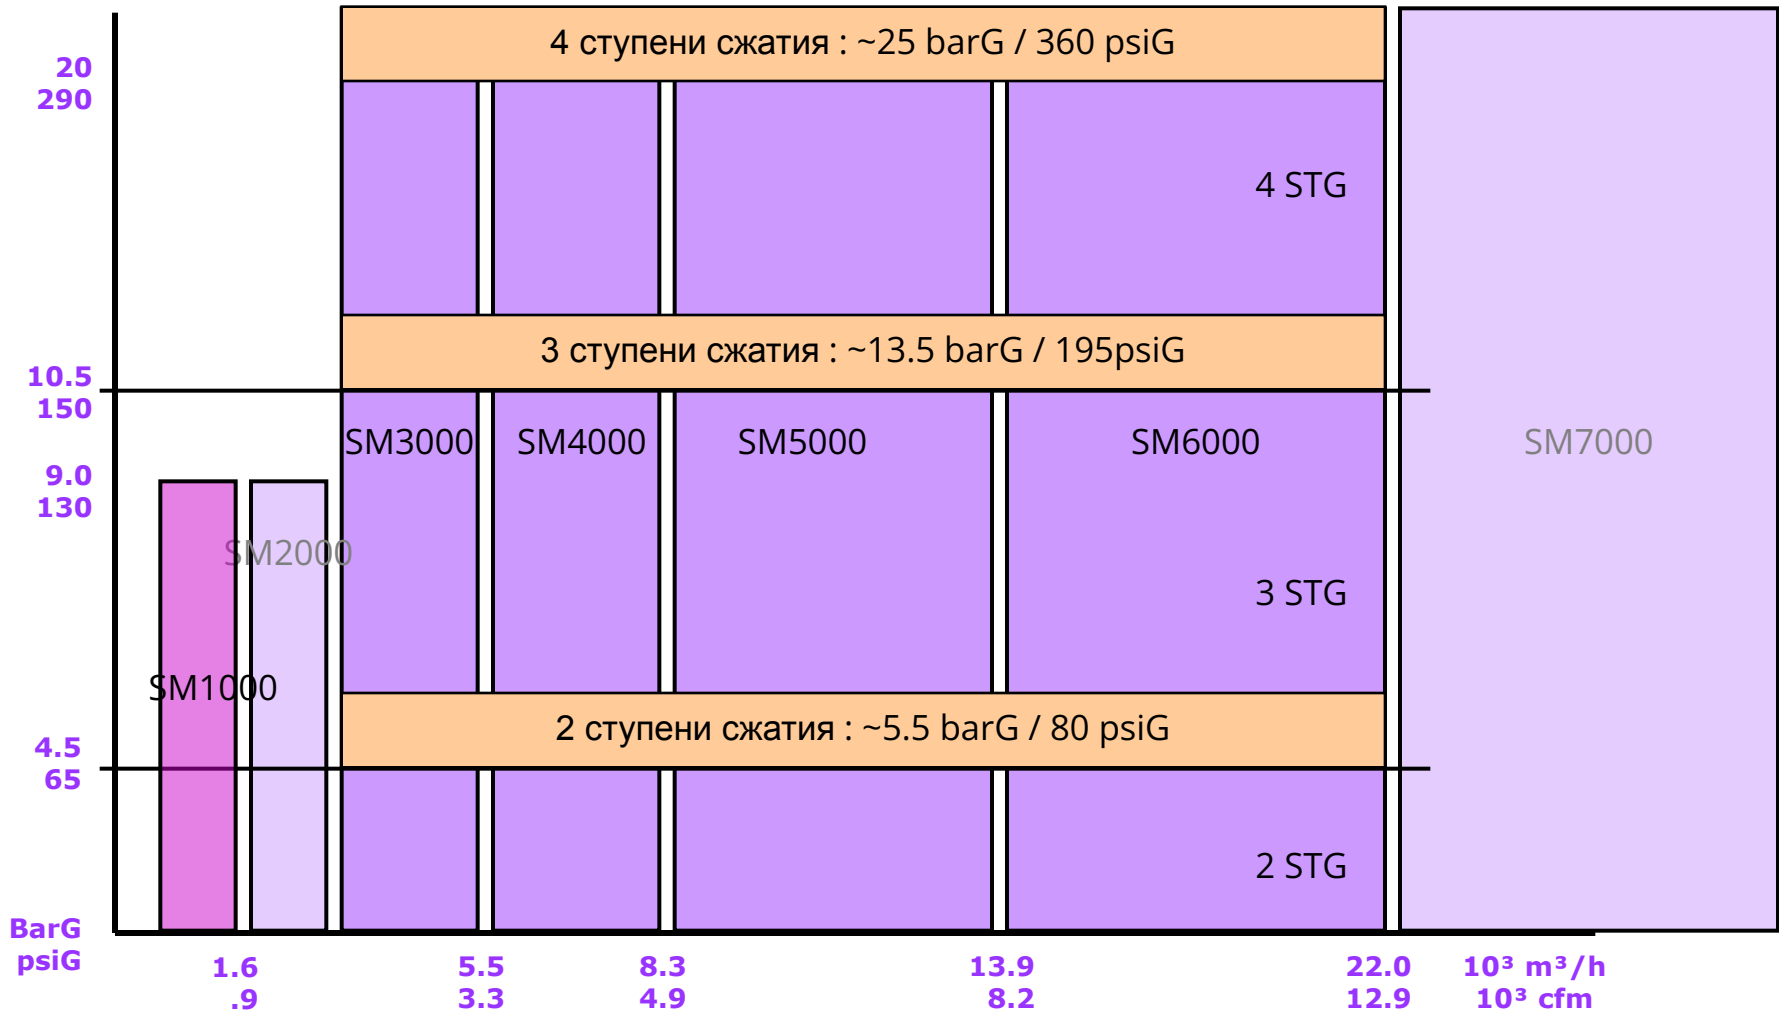 4 ступени сжатия : ~25 barG / 360 psiG
20
290
4 STG
3 ступени сжатия : ~13.5 barG / 195psiG
10.5
150
SM3000
SM4000
SM5000
SM6000
SM7000
9.0
130
SM2000
3 STG
SM1000
2 ступени сжатия : ~5.5 barG / 80 psiG
4.5
65
2 STG
BarG
psiG
1.6
5.5
8.3
13.9
22.0
10³ m³/h
.9
3.3
4.9
8.2
12.9
10³ cfm